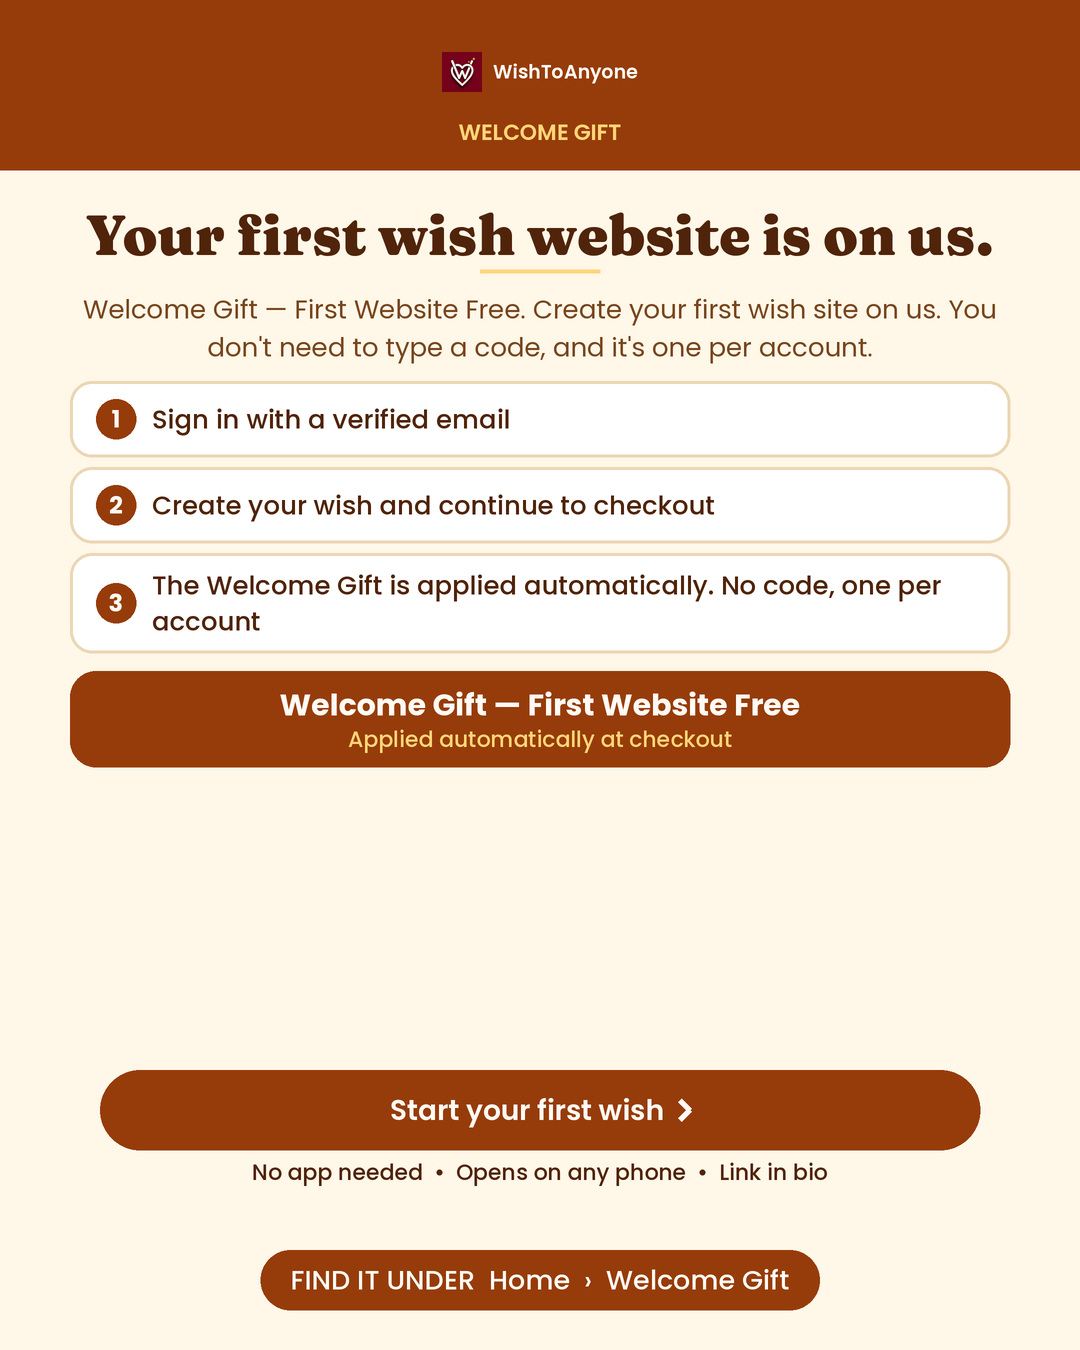 WishToAnyone
WELCOME GIFT
Your first wish website is on us.
Welcome Gift — First Website Free. Create your first wish site on us. You
don't need to type a code, and it's one per account.
1 Sign in with a verified email
2 Create your wish and continue to checkout
3 The Welcome Gift is applied automatically. No code, one per
account
Welcome Gift — First Website Free
Applied automatically at checkout
Start your first wish ›
No app needed • Opens on any phone • Link in bio
FIND IT UNDER Home › Welcome Gift